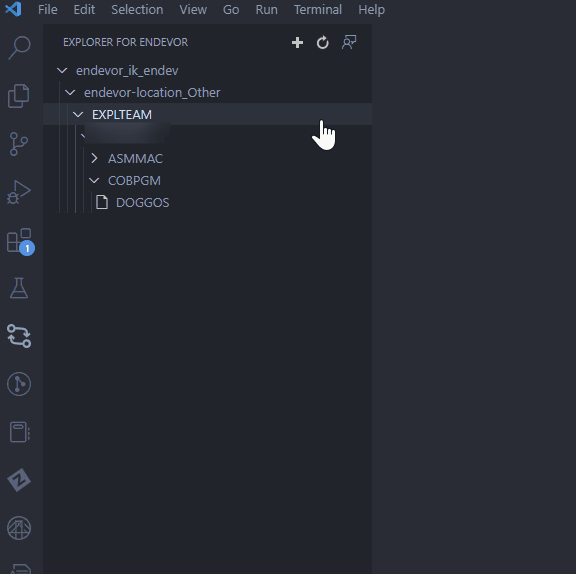 File Edit Selection View Go Run Terminal Help
EXPLORER FOR ENDEVOR
endevor_ik_endev
endevor-location_Other
EXPLTEAM
ASMMAC
COBPGM
DOGGOS
1